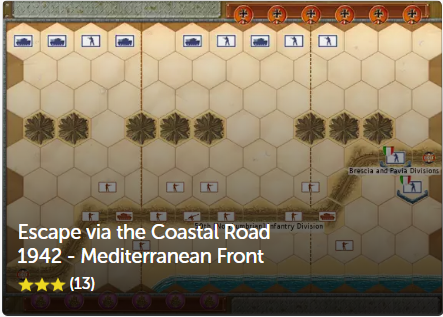 Brescia and Pavia Divisions
Infantry Division
Escape via the Coastal Road
1942 - Mediterranean Front
(13)